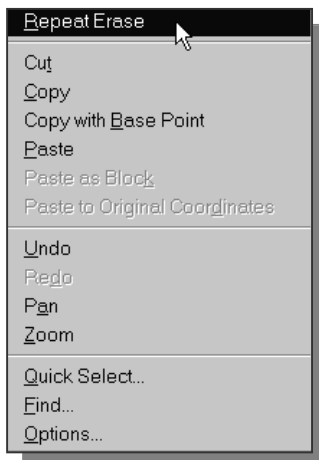 Repeat Erase
Cut
Copy
Copy with Base Point
Paste
Paste as Block
Paste to Original Coordinates
Undo
Redo
Pan
Zoom
Quick Select...
Find...
Options...